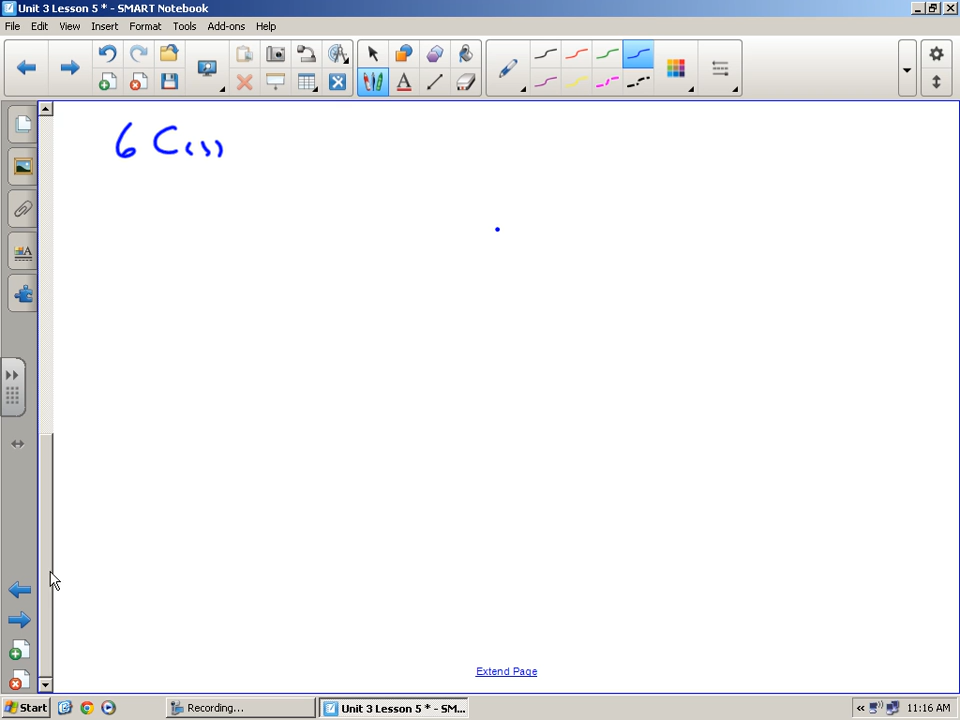 Unit 3 Lesson 5 * - SMART Notebook
File Edit View Insert Format Tools Add-ons Help
6 C(s)
Extend Page
Start Recording... Unit 3 Lesson 5 * - SM... 11:16 AM